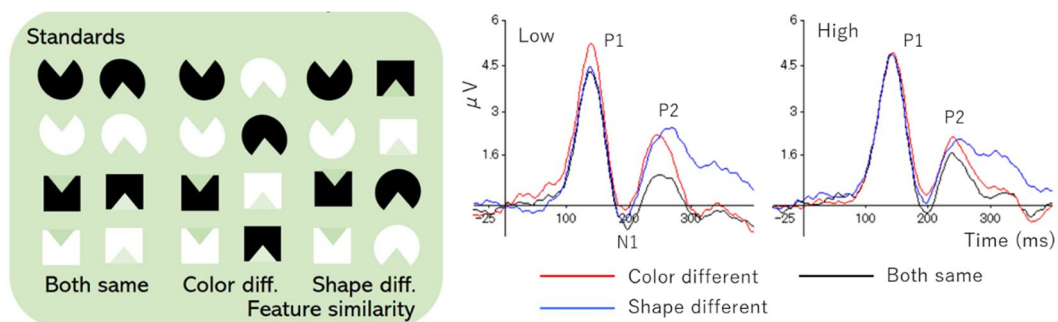 Standards
Both same Color diff. Shape diff.
Feature similarity
Low
μV
6
4.5
3
1.6
-25
100
200
300
P1
N1
P2
High
6
4.5
3
1.6
-25
100
200
300
P1
P2
Time (ms)
Color different
Both same
Shape different